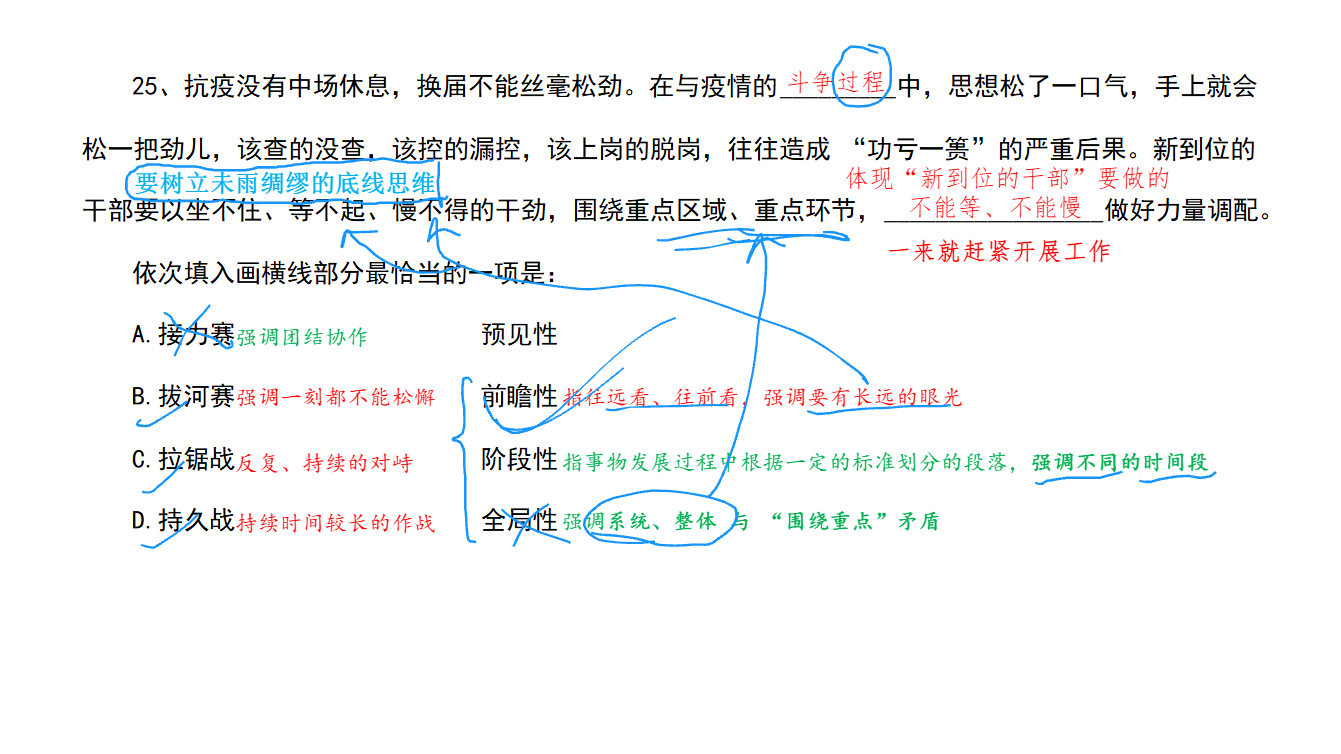 25、抗疫没有中场休息，换届不能丝毫松劲。在与疫情的_斗争过程_中，思想松了一口气，手上就会
松一把劲儿，该查的没查，该控的漏控，该上岗的脱岗，往往造成 “功亏一篑”的严重后果。新到位的
要树立未雨绸缪的底线思维
体现“新到位的干部”要做的
干部要以坐不住、等不起、慢不得的干劲，围绕重点区域、重点环节，_不能等、不能慢_做好力量调配。
一来就赶紧开展工作
依次填入画横线部分最恰当的一项是：
A.接力赛强调团结协作 预见性
B.拔河赛强调一刻都不能松懈 前瞻性 指往远看、往前看，强调要有长远的眼光
C.拉锯战反复、持续的对峙 阶段性 指事物发展过程中根据一定的标准划分的段落，强调不同的时间段
D.持久战持续时间较长的作战 全局性 强调系统、整体 与 “围绕重点”矛盾